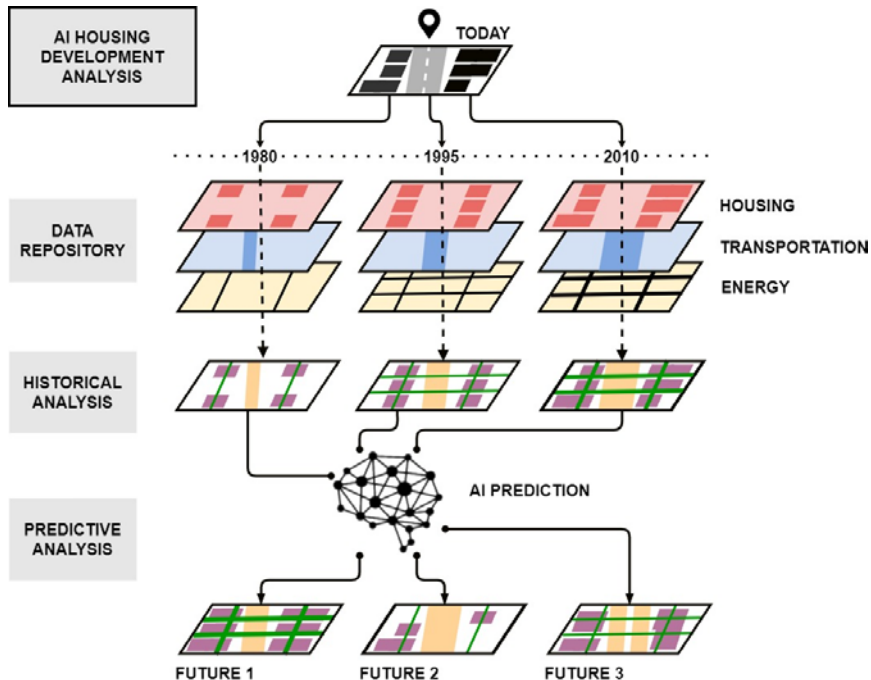 AI HOUSING
DEVELOPMENT
ANALYSIS
TODAY
1980
1995
2010
DATA
REPOSITORY
HOUSING
TRANSPORTATION
ENERGY
HISTORICAL
ANALYSIS
AI PREDICTION
PREDICTIVE
ANALYSIS
FUTURE 1
FUTURE 2
FUTURE 3